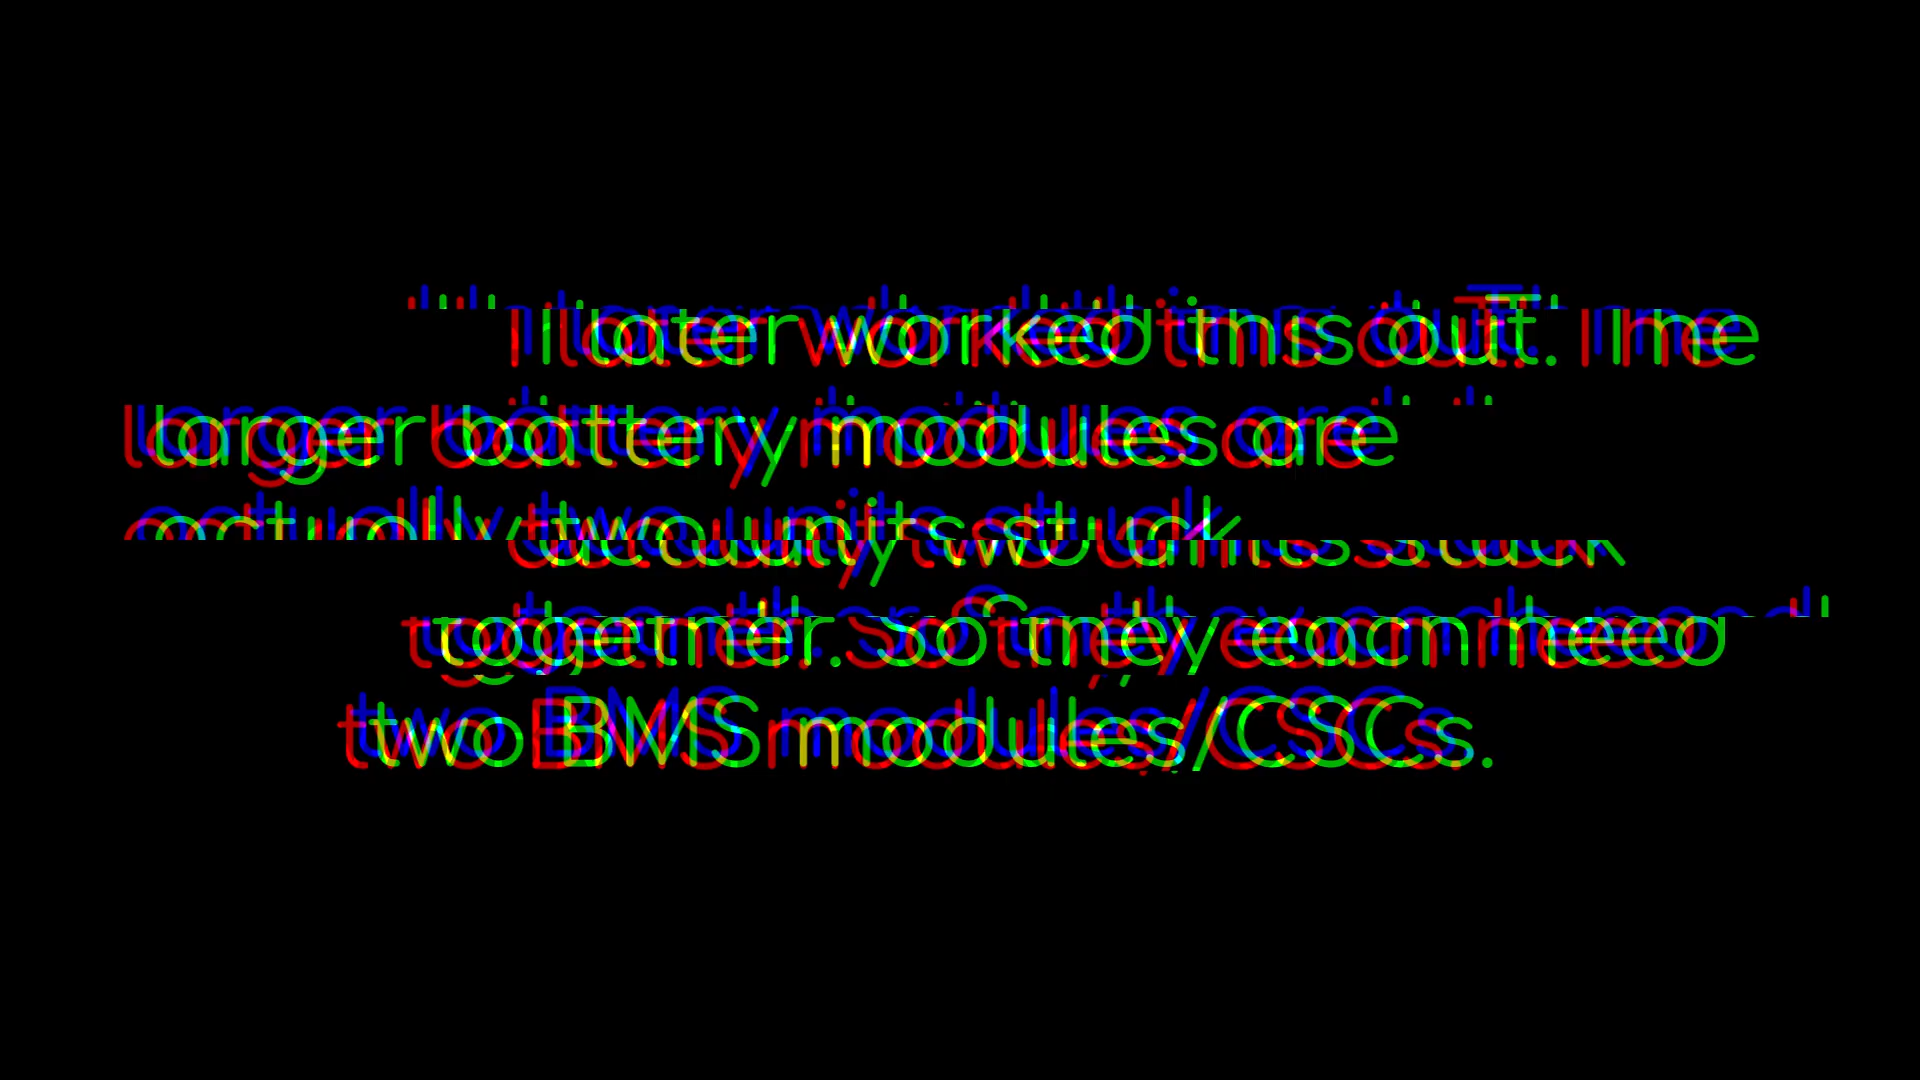 I later worked this out. The
larger battery modules are
actually two units stuck
together. So they each need
two BMS modules/CSCs.